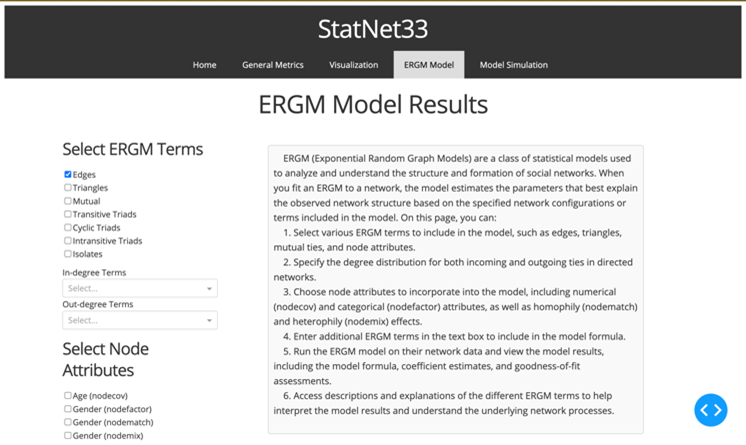 StatNet33
Home General Metrics Visualization ERGM Model Model Simulation
ERGM Model Results
Select ERGM Terms
Edges
Triangles
Mutual
Transitive Triads
Cyclic Triads
Intransitive Triads
Isolates
In-degree Terms
Select...
Out-degree Terms
Select...
Select Node
Attributes
Age (nodecov)
Gender (nodefactor)
Gender (nodematch)
Gender (nodemix)
ERGM (Exponential Random Graph Models) are a class of statistical models used
to analyze and understand the structure and formation of social networks. When
you fit an ERGM to a network, the model estimates the parameters that best explain
the observed network structure based on the specified network configurations or
terms included in the model. On this page, you can:
1. Select various ERGM terms to include in the model, such as edges, triangles,
mutual ties, and node attributes.
2. Specify the degree distribution for both incoming and outgoing ties in directed
networks.
3. Choose node attributes to incorporate into the model, including numerical
(nodecov) and categorical (nodefactor) attributes, as well as homophily (nodematch)
and heterophily (nodemix) effects.
4. Enter additional ERGM terms in the text box to include in the model formula.
5. Run the ERGM model on their network data and view the model results,
including the model formula, coefficient estimates, and goodness-of-fit
assessments.
6. Access descriptions and explanations of the different ERGM terms to help
interpret the model results and understand the underlying network processes.